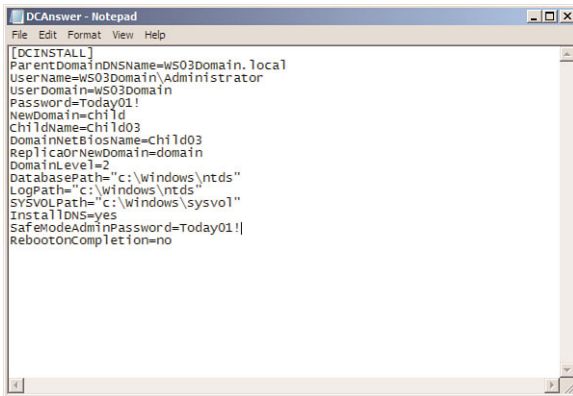 DCAnswer - Notepad
File Edit Format View Help
[DCINSTALL]
ParentDomainDNSName=WS03Domain.local
UserName=WS03Domain\Administrator
UserDomain=WS03Domain
Password=Today01!
NewDomain=child
ChildName=Child03
DomainNetBiosName=Child03
ReplicaOrNewDomain=domain
DomainLevel=2
DatabasePath="c:\Windows\ntds"
LogPath="c:\Windows\ntds"
SYSVOLPath="c:\Windows\sysvol"
InstallDNS=yes
SafeModeAdminPassword=Today01!
RebootOnCompletion=no